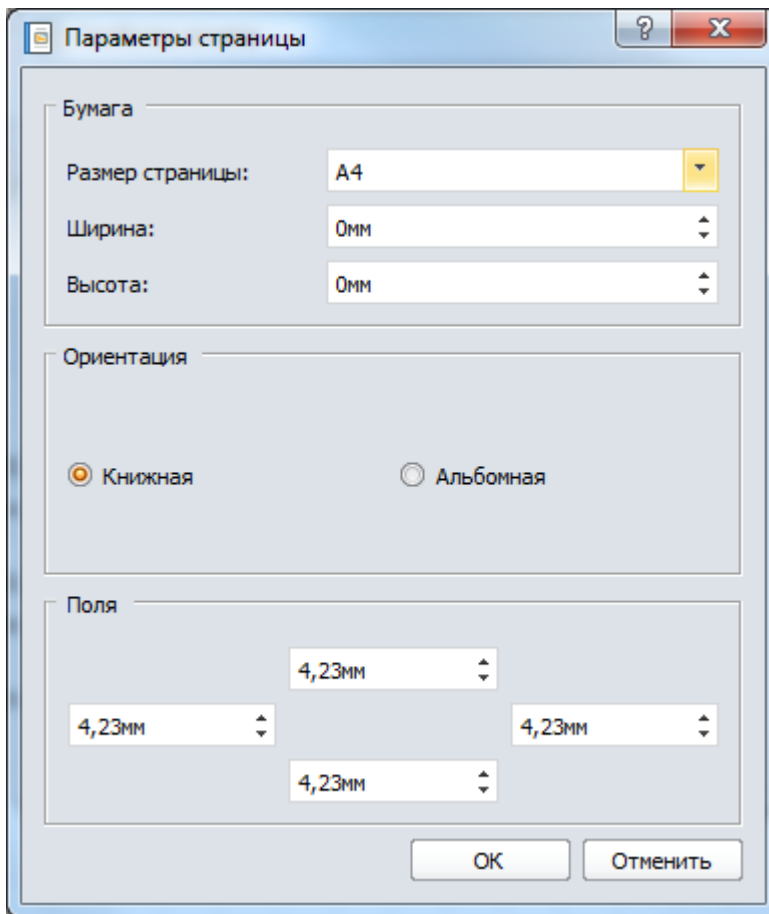 Параметры страницы
Бумага
Размер страницы: A4
Ширина: 0мм
Высота: 0мм
Ориентация
Книжная Альбомная
Поля
4,23мм
4,23мм 4,23мм
4,23мм
OK Отменить